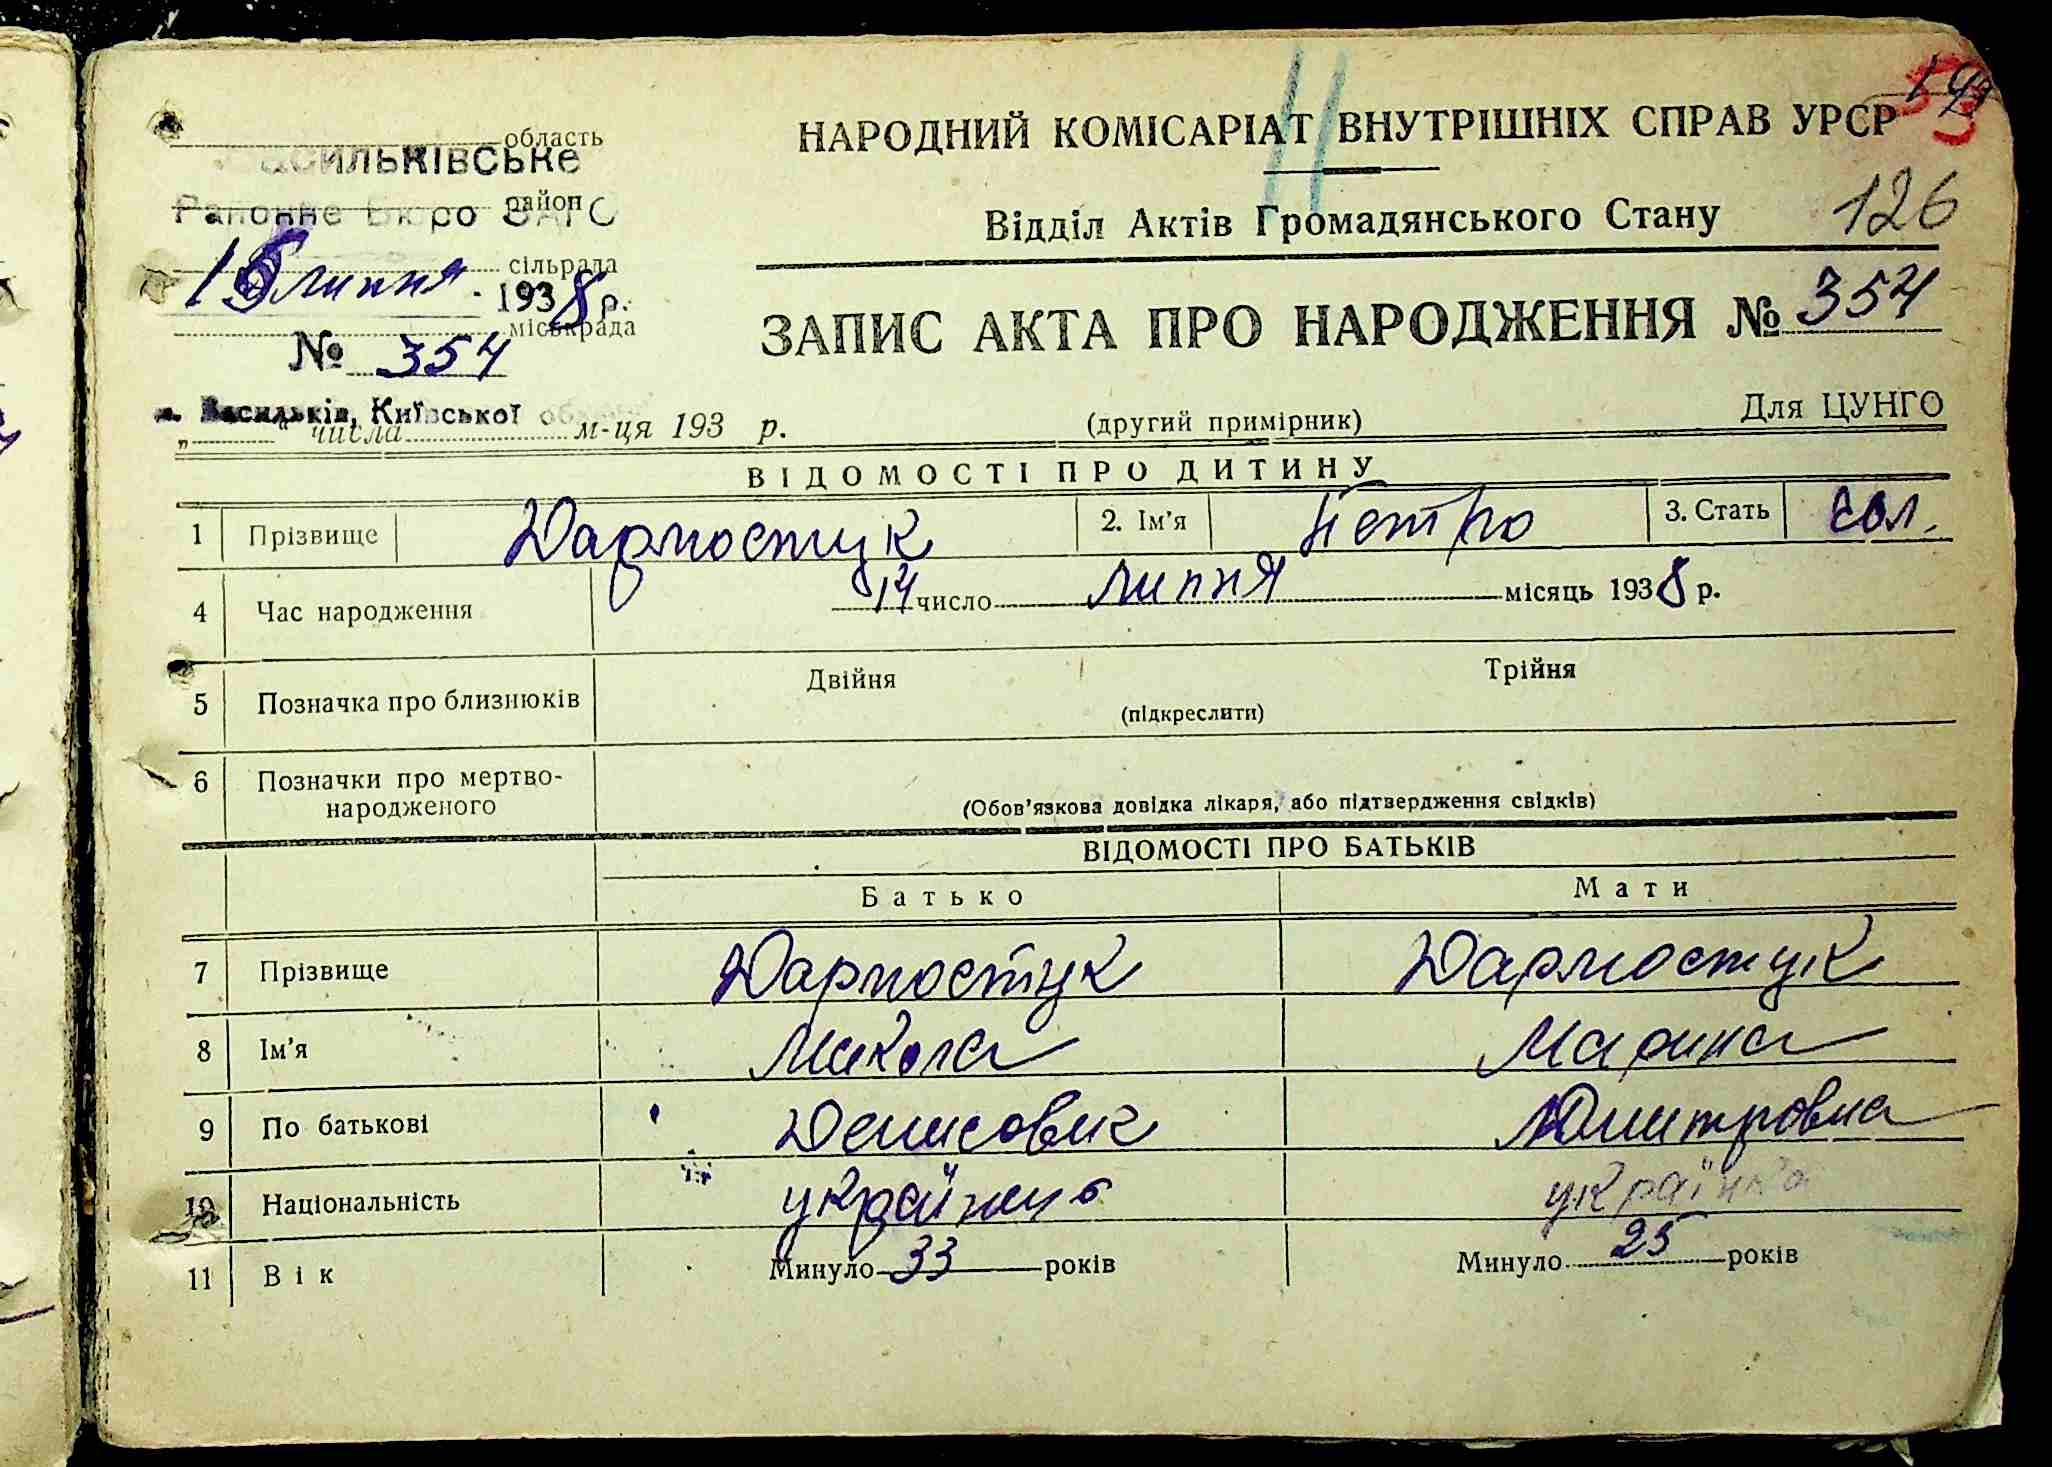 область
Васильківське
район
Районне Бюро ЗАГС
сільрада
15 липня 1938 р.
міськрада
№ 354
м. Васильків, Київської області
„ “ числа м-ця 193 р.
НАРОДНИЙ КОМІСАРІАТ ВНУТРІШНІХ СПРАВ УРСР
Відділ Актів Громадянського Стану
126
ЗАПИС АКТА ПРО НАРОДЖЕННЯ № 354
(другий примірник)
Для ЦУНГО
ВІДОМОСТІ ПРО ДИТИНУ
1 Прізвище Дармостук 2. Ім'я Петро 3. Стать чол.
4 Час народження 14 число липня місяць 1938 р.
5 Позначка про близнюків Двійня Трійня
(підкреслити)
6 Позначки про мертво-
народженого
(Обов'язкова довідка лікаря, або підтвердження свідків)
ВІДОМОСТІ ПРО БАТЬКІВ
Батько Мати
7 Прізвище Дармостук Дармостук
8 Ім'я Микола Марина
9 По батькові Денисович Дмитровна
10 Національність українець українка
11 Вік Минуло 33 років Минуло 25 років